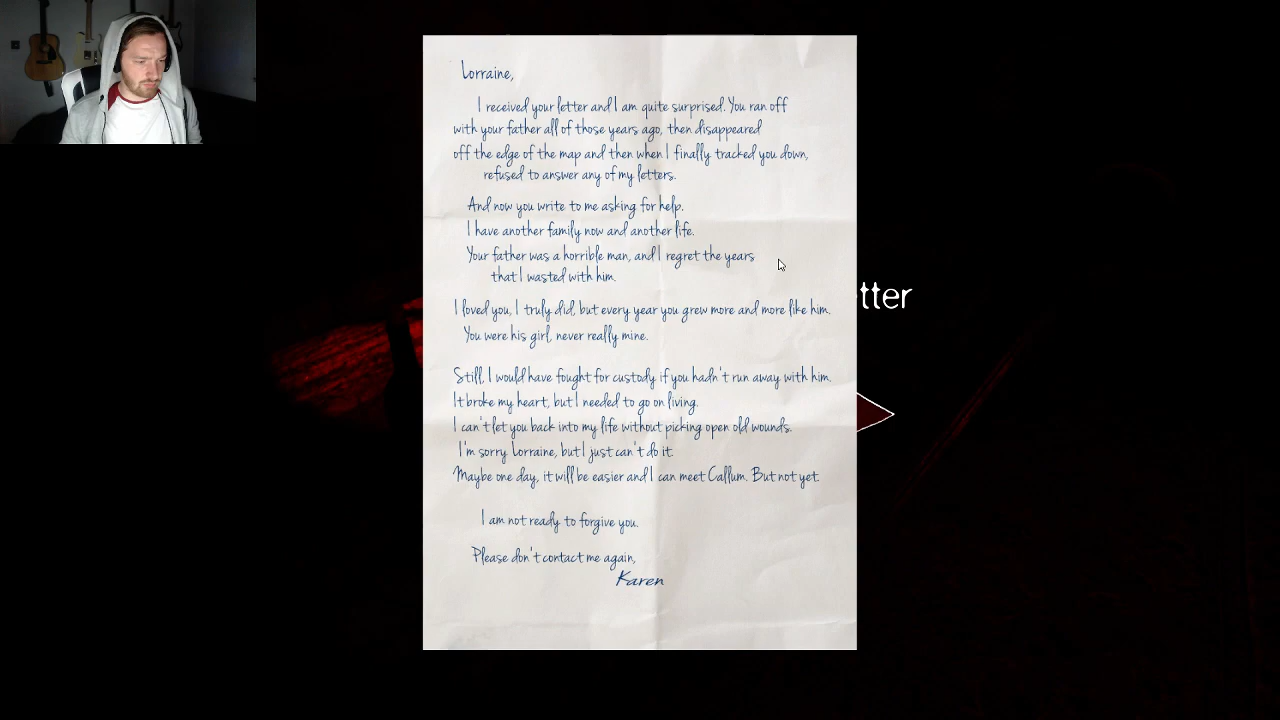 Lorraine,
I received your letter and I am quite surprised. You ran off
with your father all of those years ago, then disappeared
off the edge of the map and then when I finally tracked you down,
refused to answer any of my letters.
And now you write to me asking for help.
I have another family now and another life.
Your father was a horrible man, and I regret the years
that I wasted with him.
I loved you, I truly did, but every year you grew more and more like him.
You were his girl, never really mine.
Still, I would have fought for custody if you hadn't run away with him.
It broke my heart, but I needed to go on living.
I can't let you back into my life without picking open old wounds.
I'm sorry Lorraine, but I just can't do it.
Maybe one day, it will be easier and I can meet Callum. But not yet.
I am not ready to forgive you.
Please don't contact me again,
Karen
tter